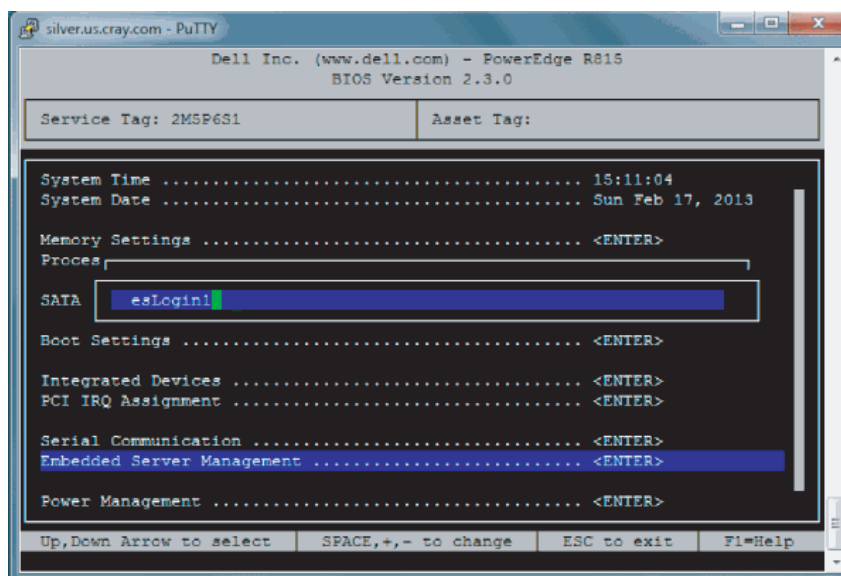 silver.us.cray.com - PuTTY
Dell Inc. (www.dell.com) - PowerEdge R815
BIOS Version 2.3.0
Service Tag: 2M5P6S1 Asset Tag:
System Time .......................................... 15:11:04
System Date .......................................... Sun Feb 17, 2013
Memory Settings ...................................... <ENTER>
Proces
SATA esLogin1
Boot Settings ........................................ <ENTER>
Integrated Devices ................................... <ENTER>
PCI IRQ Assignment .................................... <ENTER>
Serial Communication ................................. <ENTER>
Embedded Server Management ........................... <ENTER>
Power Management ..................................... <ENTER>
Up,Down Arrow to select SPACE,+,- to change ESC to exit F1=Help